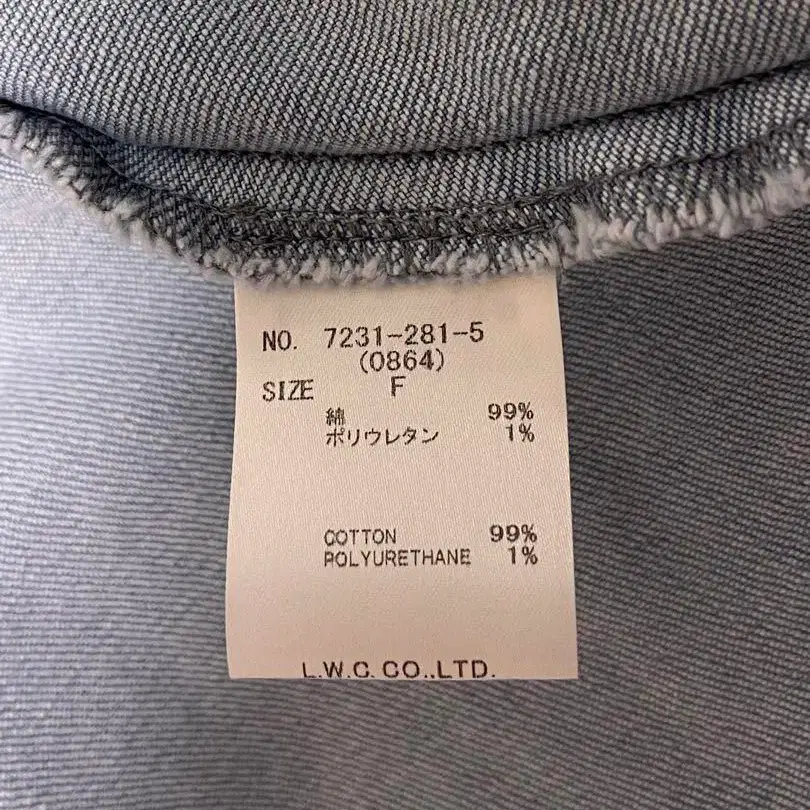 NO. 7231-281-5
(0864)
SIZE F
綿 99%
ポリウレタン 1%
COTTON 99%
POLYURETHANE 1%
L.W.C. CO.,LTD.